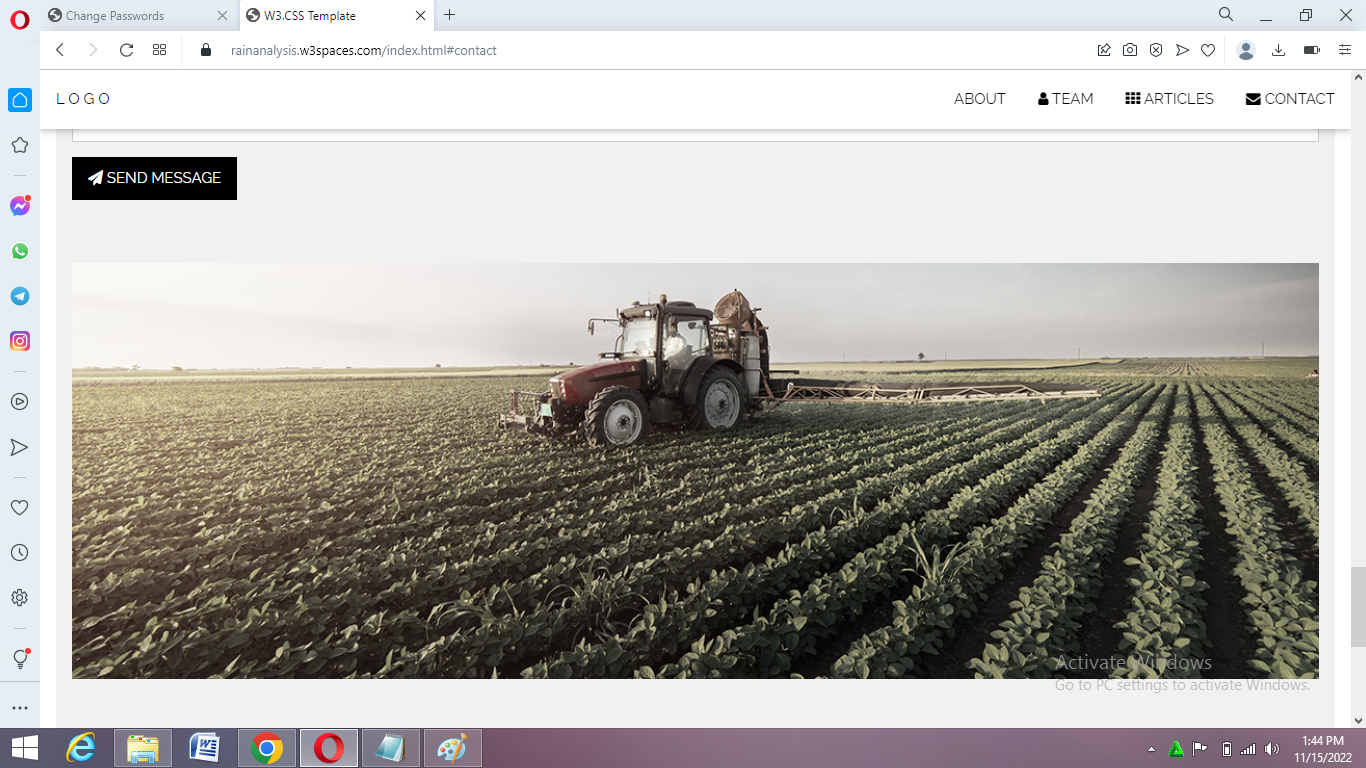 Change Passwords
W3.CSS Template
rainanalysis.w3spaces.com/index.html#contact
LOGO
ABOUT
TEAM
ARTICLES
CONTACT
SEND MESSAGE
Activate Windows
Go to PC settings to activate Windows.
1:44 PM
11/15/2022